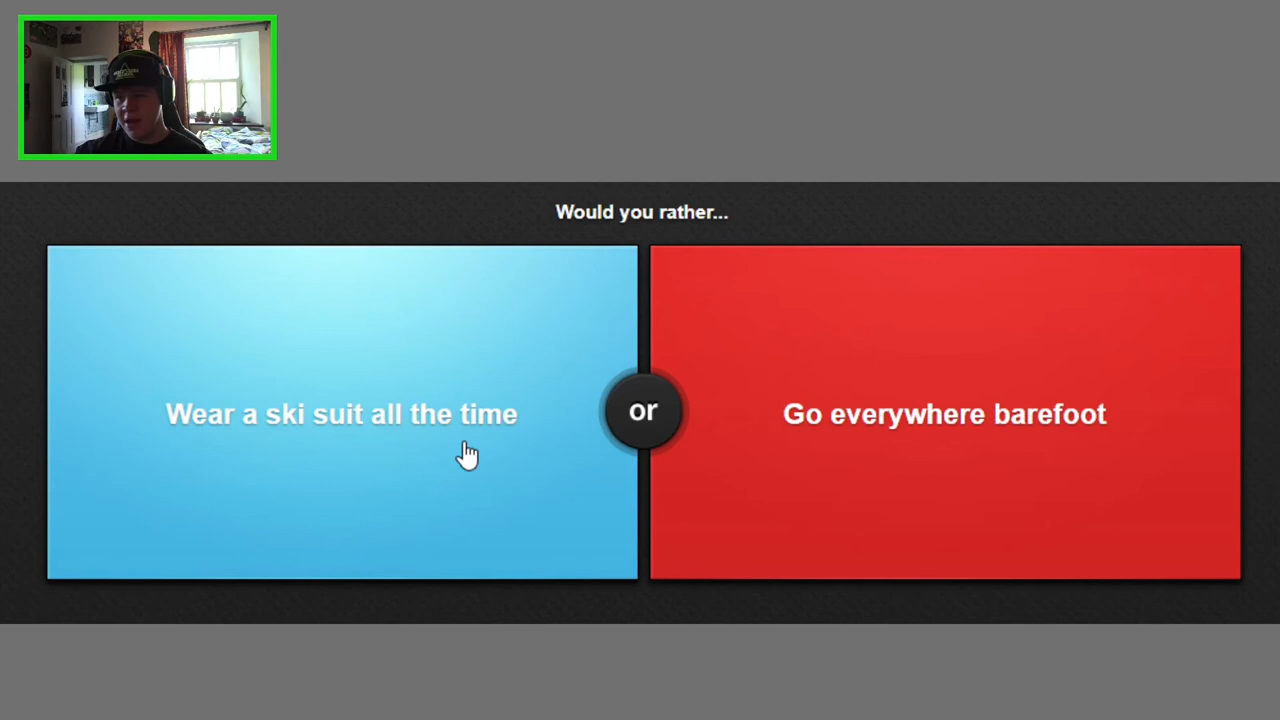 Would you rather...
Wear a ski suit all the time
or
Go everywhere barefoot